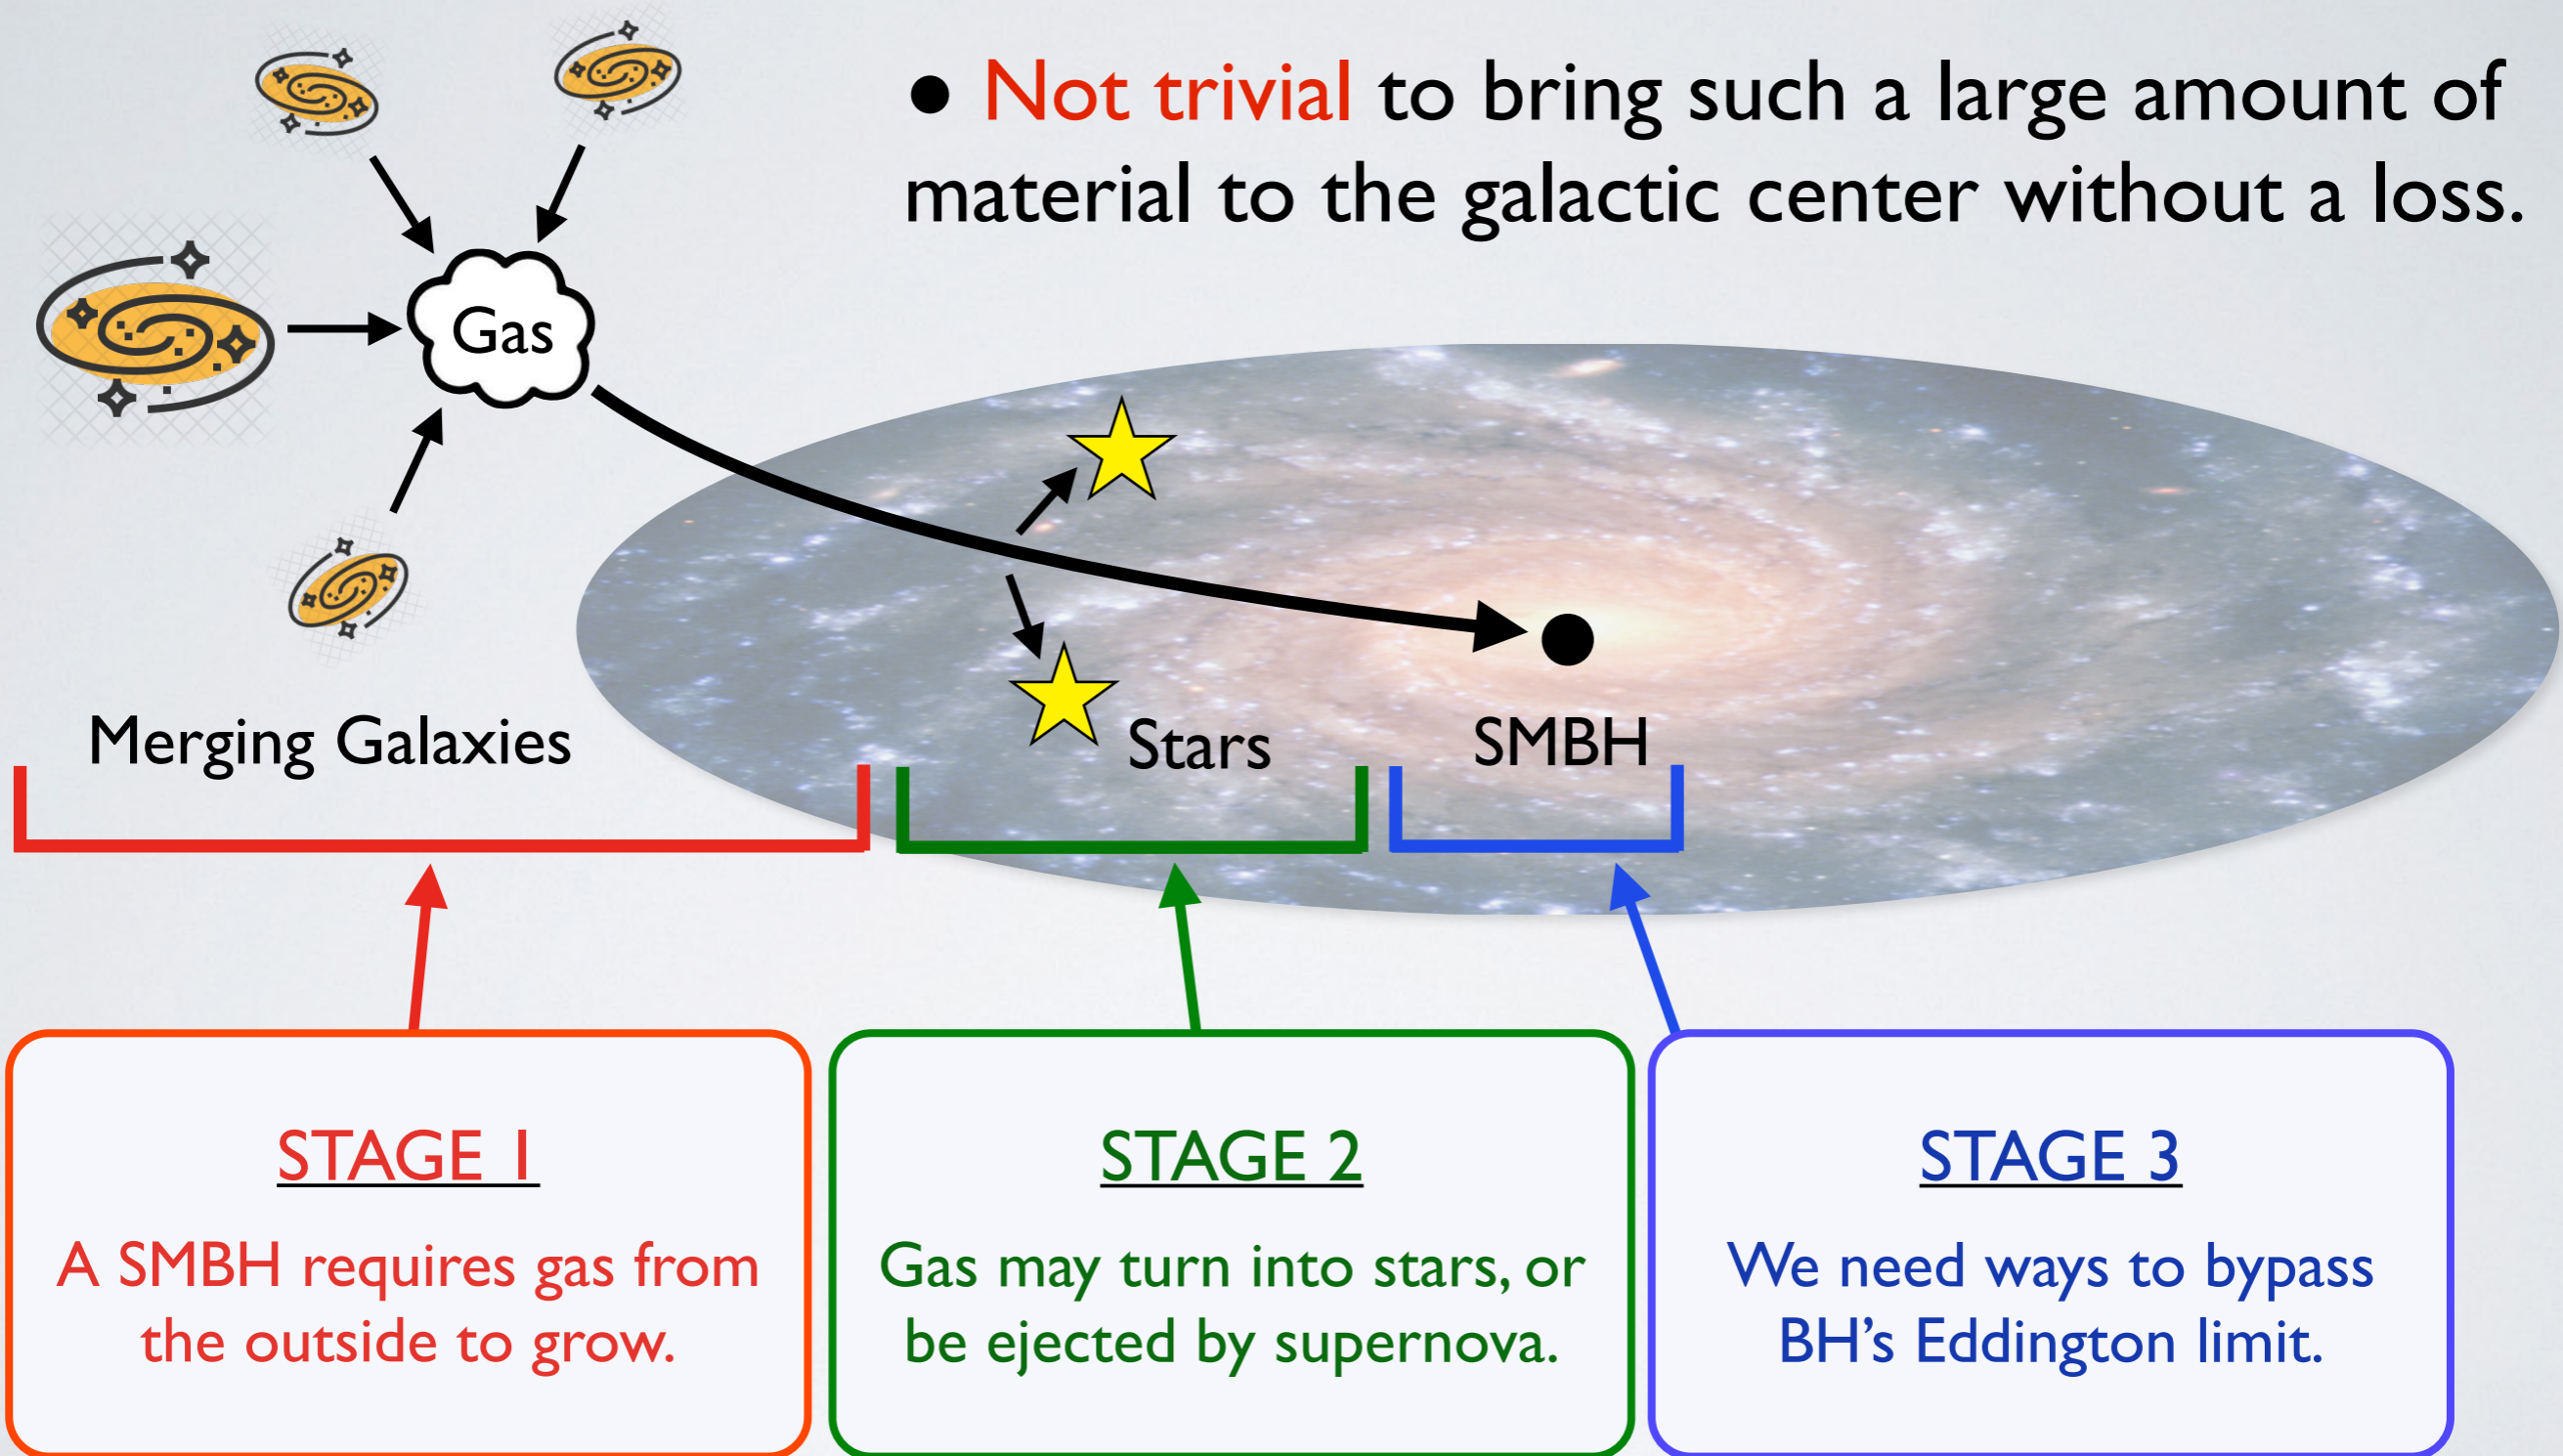 ● Not trivial to bring such a large amount of
material to the galactic center without a loss.
Gas
Merging Galaxies
Stars
SMBH
STAGE 1
A SMBH requires gas from
the outside to grow.
STAGE 2
Gas may turn into stars, or
be ejected by supernova.
STAGE 3
We need ways to bypass
BH’s Eddington limit.